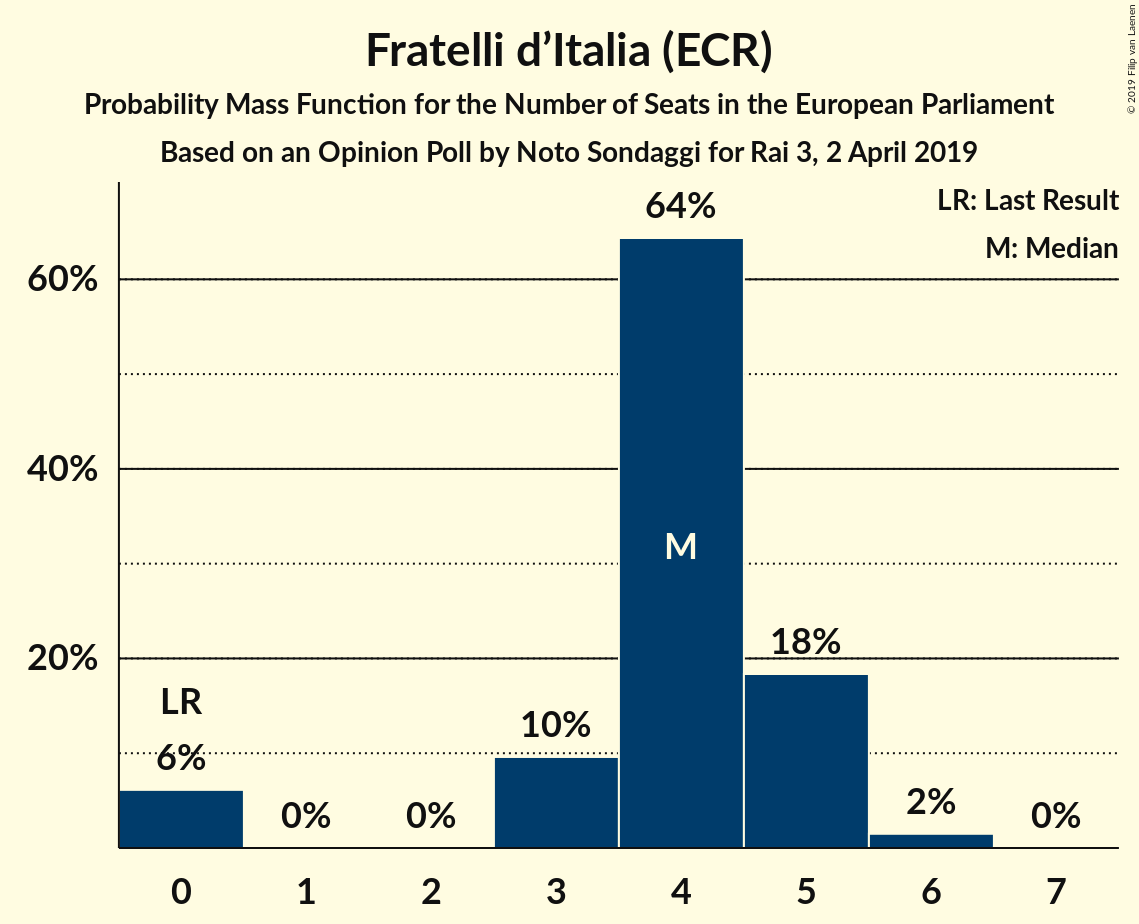 Fratelli d’Italia (ECR)
Probability Mass Function for the Number of Seats in the European Parliament
Based on an Opinion Poll by Noto Sondaggi for Rai 3, 2 April 2019
© 2019 Filip van Laenen
LR: Last Result
M: Median
64%
60%
40%
M
20%
18%
LR
10%
6%
0%
0%
2%
0%
0
1
2
3
4
5
6
7